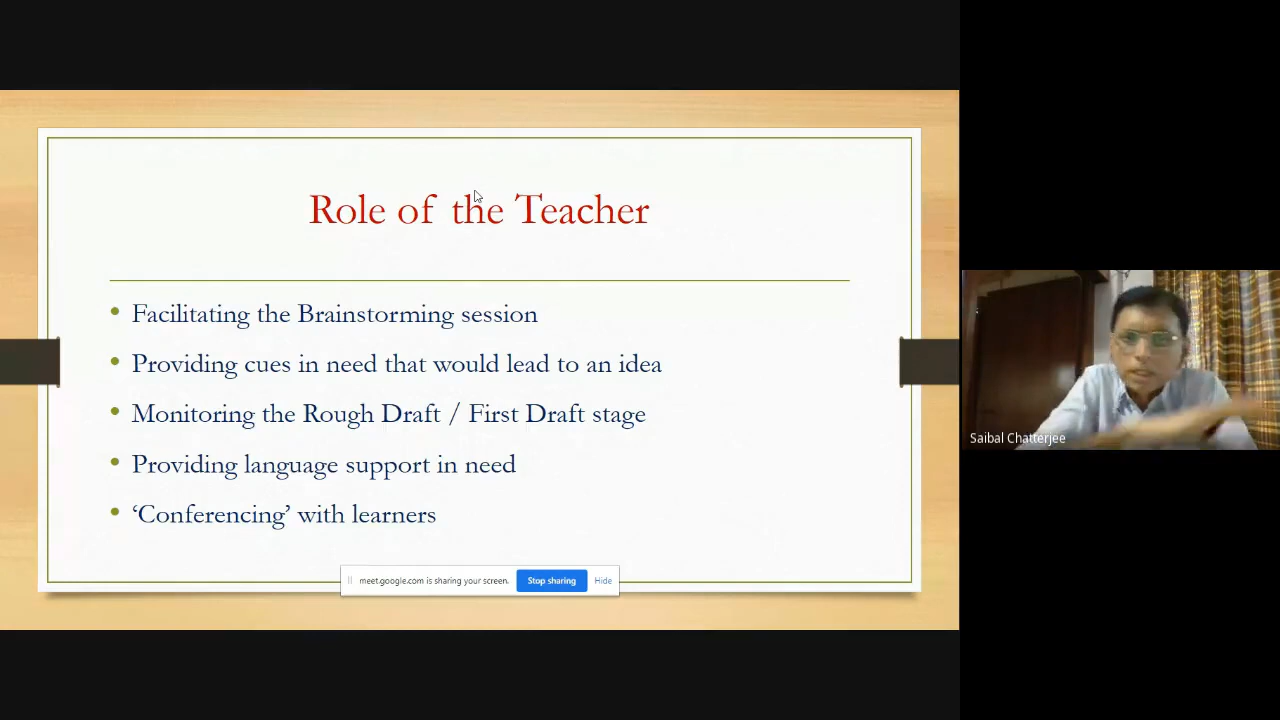 Role of the Teacher
• Facilitating the Brainstorming session
• Providing cues in need that would lead to an idea
• Monitoring the Rough Draft / First Draft stage
• Providing language support in need
• ‘Conferencing’ with learners
meet.google.com is sharing your screen. Stop sharing Hide
Saibal Chatterjee